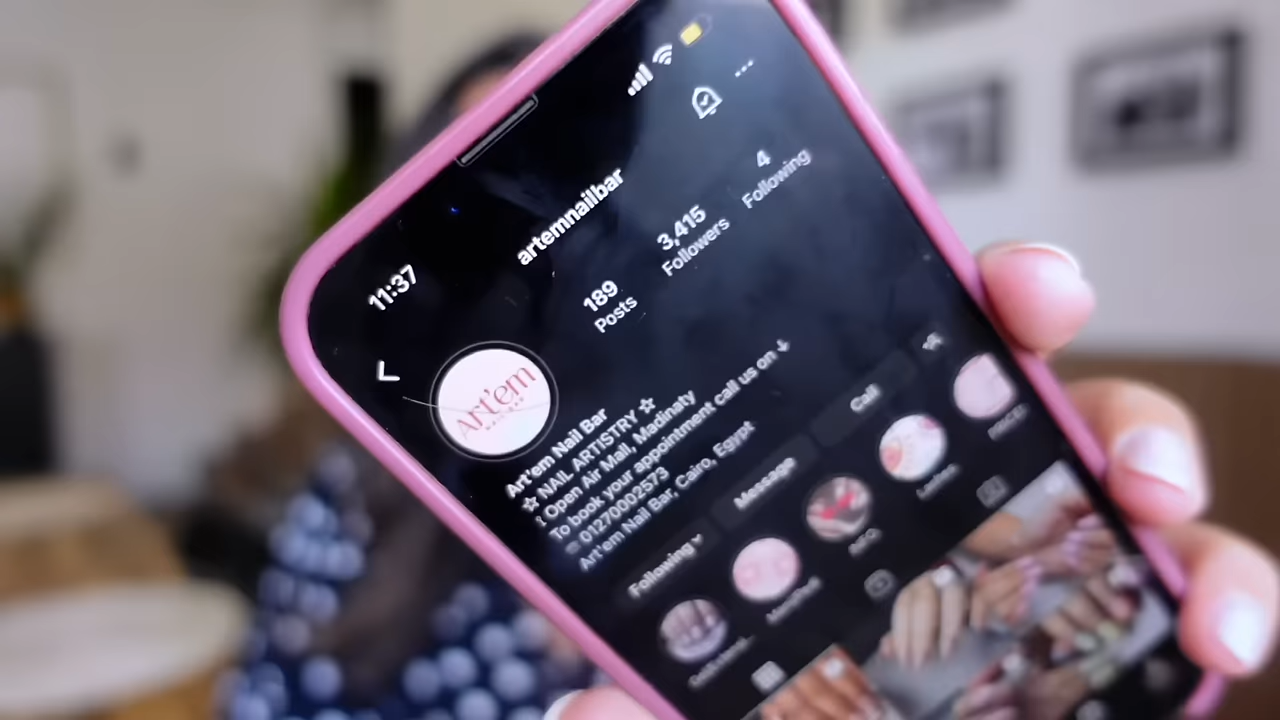 11:37
artemnailbar
189
Posts
3,415
Followers
4
Following
Art'em
Art'em Nail Bar
☆ NAIL ARTISTRY ☆
Open Air Mall, Madinaty
To book your appointment call us on ↓
01270002573
Art'em Nail Bar, Cairo, Egypt
Following
Message
Call